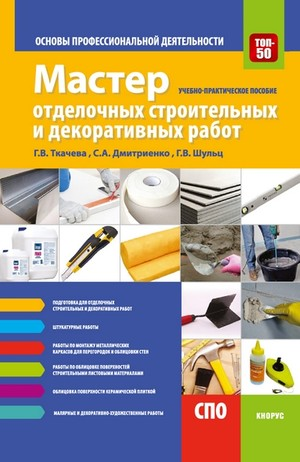 ОСНОВЫ ПРОФЕССИОНАЛЬНОЙ ДЕЯТЕЛЬНОСТИ
ТОП-
50
Мастер
УЧЕБНО-ПРАКТИЧЕСКОЕ ПОСОБИЕ
отделочных строительных
и декоративных работ
Г.В. Ткачева, С.А. Дмитриенко, Г.В. Шульц
ПОДГОТОВКА ДЛЯ ОТДЕЛОЧНЫХ
СТРОИТЕЛЬНЫХ И ДЕКОРАТИВНЫХ РАБОТ
ШТУКАТУРНЫЕ РАБОТЫ
РАБОТЫ ПО МОНТАЖУ МЕТАЛЛИЧЕСКИХ
КАРКАСОВ ДЛЯ ПЕРЕГОРОДОК И ОБЛИЦОВКИ СТЕН
РАБОТЫ ПО ОБЛИЦОВКЕ ПОВЕРХНОСТЕЙ
СТРОИТЕЛЬНЫМИ ЛИСТОВЫМИ МАТЕРИАЛАМИ
ОБЛИЦОВКА ПОВЕРХНОСТИ КЕРАМИЧЕСКОЙ ПЛИТКОЙ
МАЛЯРНЫЕ И ДЕКОРАТИВНО-ХУДОЖЕСТВЕННЫЕ РАБОТЫ
СПО
КНОРУС